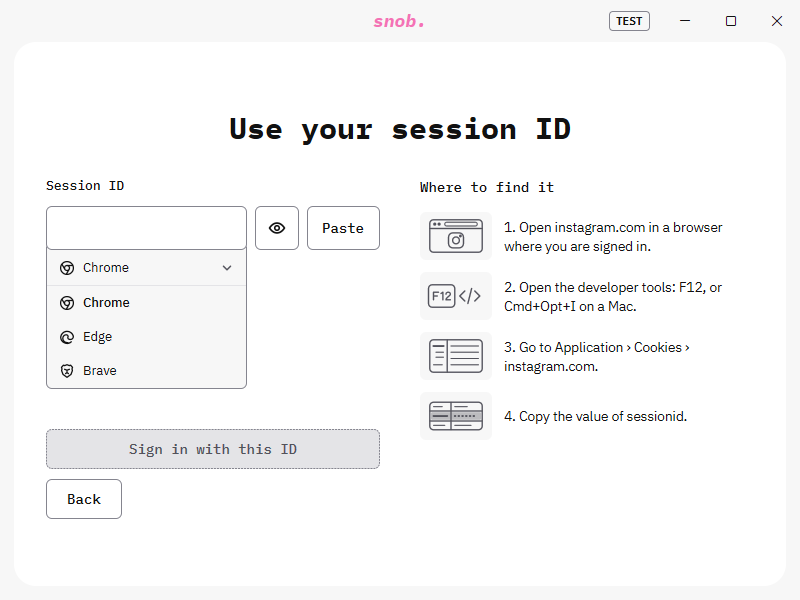 snob.
TEST
Use your session ID
Session ID
Paste
Chrome
Chrome
Edge
Brave
Sign in with this ID
Back
Where to find it
1. Open instagram.com in a browser
where you are signed in.
F12 </>
2. Open the developer tools: F12, or
Cmd+Opt+I on a Mac.
3. Go to Application › Cookies ›
instagram.com.
4. Copy the value of sessionid.